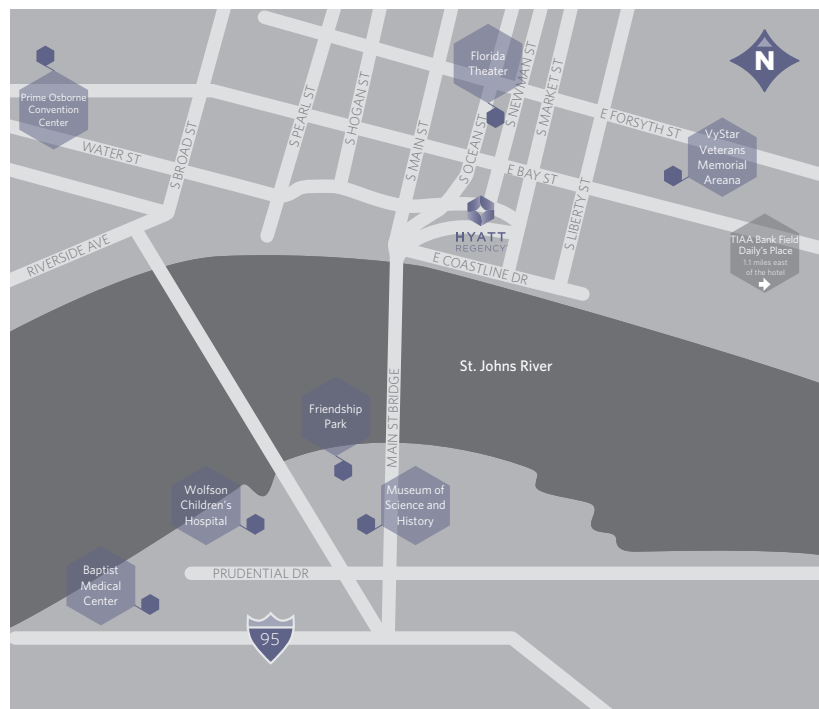 Florida
Theater
N
Prime Osborne
Convention
Center
WATER ST
S BROAD ST
S PEARL ST
S HOGAN ST
S MAIN ST
S OCEAN ST
S NEWMAN ST
S MARKET ST
E FORSYTH ST
VyStar
Veterans
Memorial
Areana
E BAY ST
S LIBERTY ST
HYATT
REGENCY
TIAA Bank Field
Daily's Place
1.1 miles east
of the hotel
RIVERSIDE AVE
E COASTLINE DR
St. Johns River
MAIN ST BRIDGE
Friendship
Park
Wolfson
Children's
Hospital
Museum of
Science and
History
Baptist
Medical
Center
PRUDENTIAL DR
95